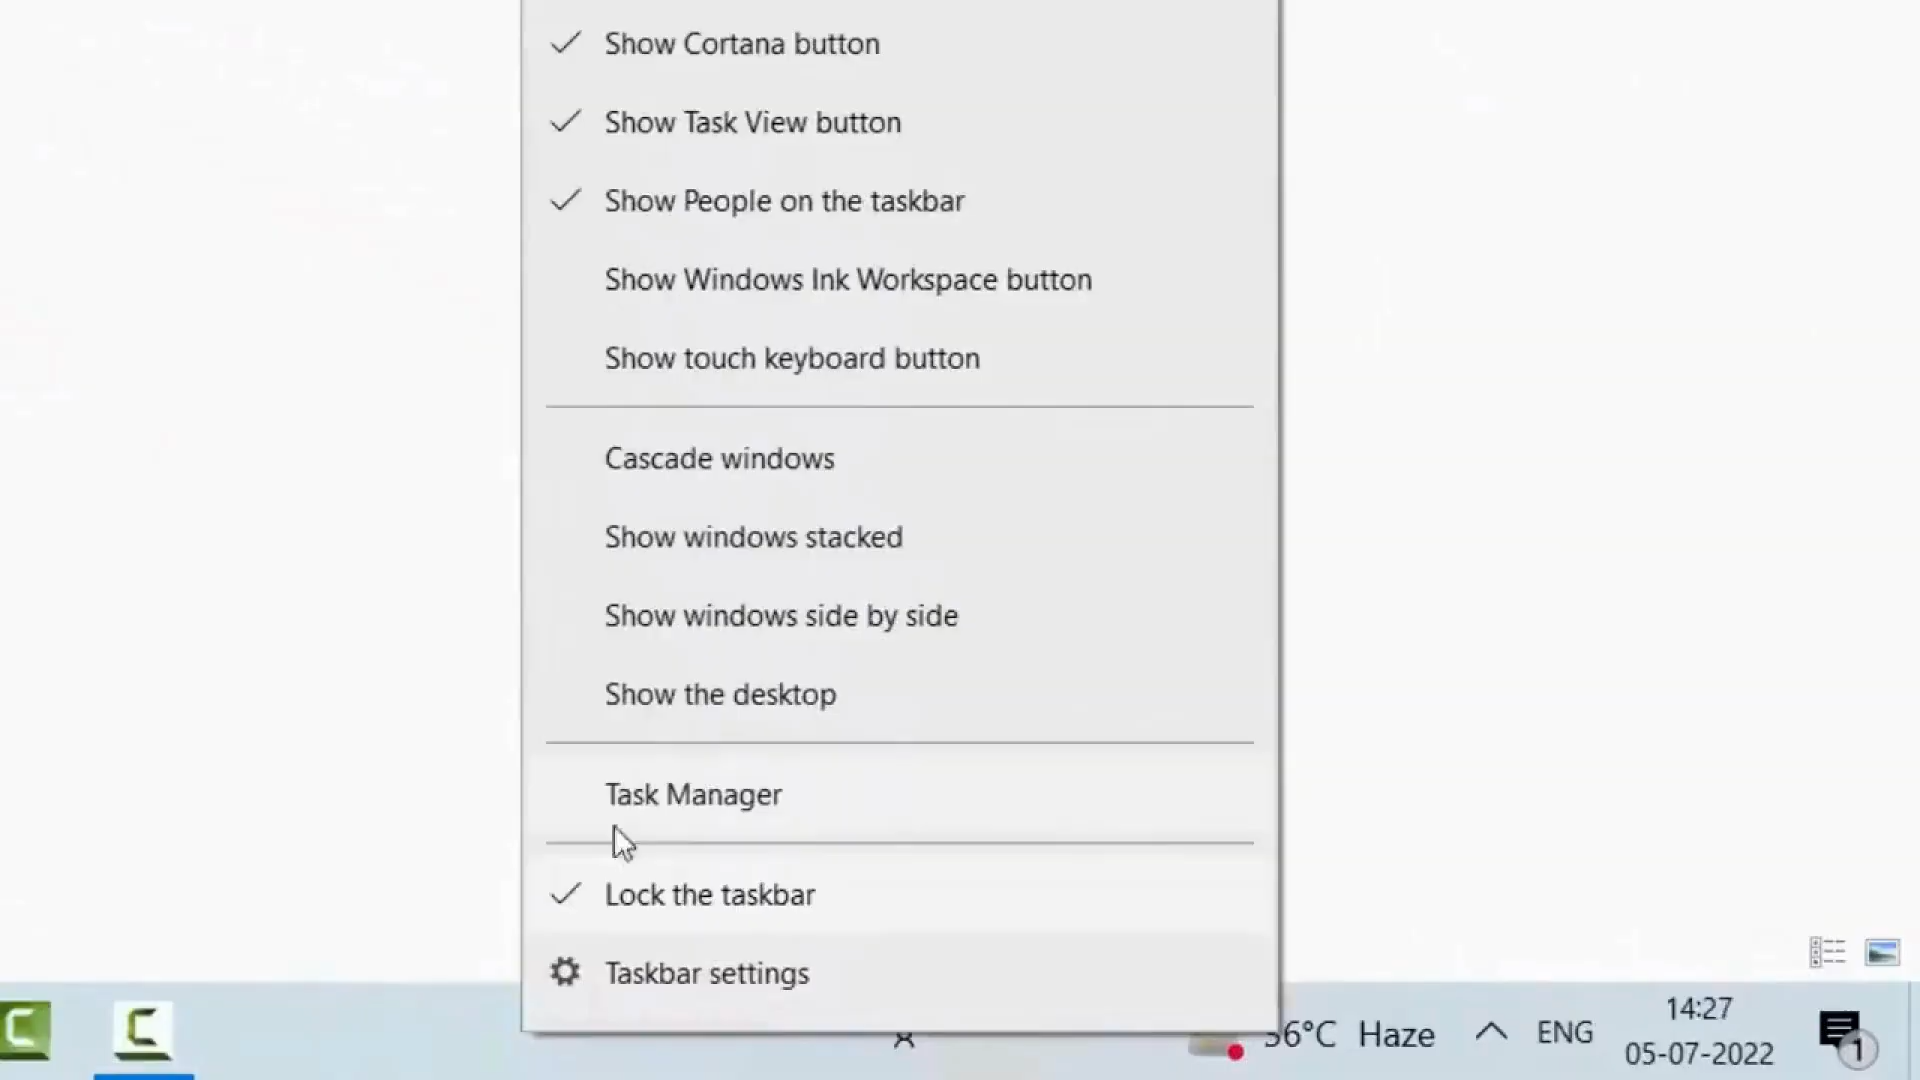 Show Cortana button
Show Task View button
Show People on the taskbar
Show Windows Ink Workspace button
Show touch keyboard button
Cascade windows
Show windows stacked
Show windows side by side
Show the desktop
Task Manager
Lock the taskbar
Taskbar settings
6°C Haze
ENG
14:27
05-07-2022
1